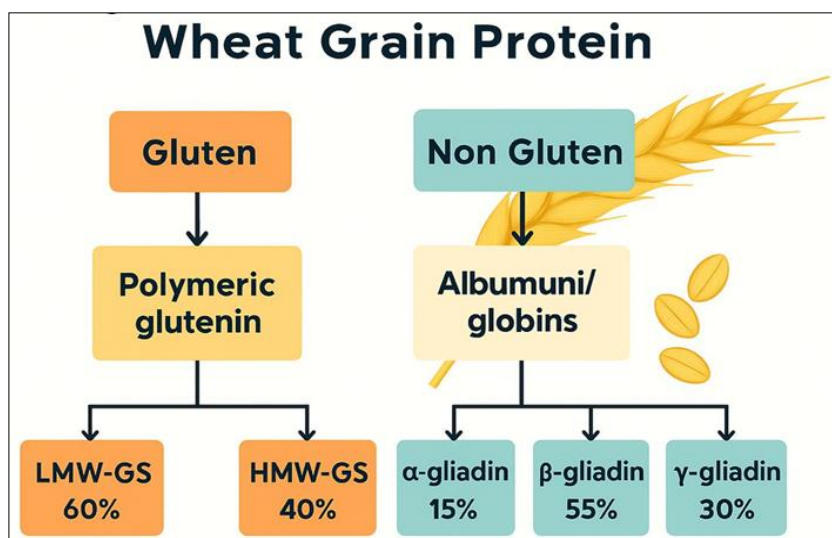 Wheat Grain Protein
Gluten
Non Gluten
Polymeric
glutenin
Albumuni/
globins
LMW-GS
60%
HMW-GS
40%
α-gliadin
15%
β-gliadin
55%
γ-gliadin
30%